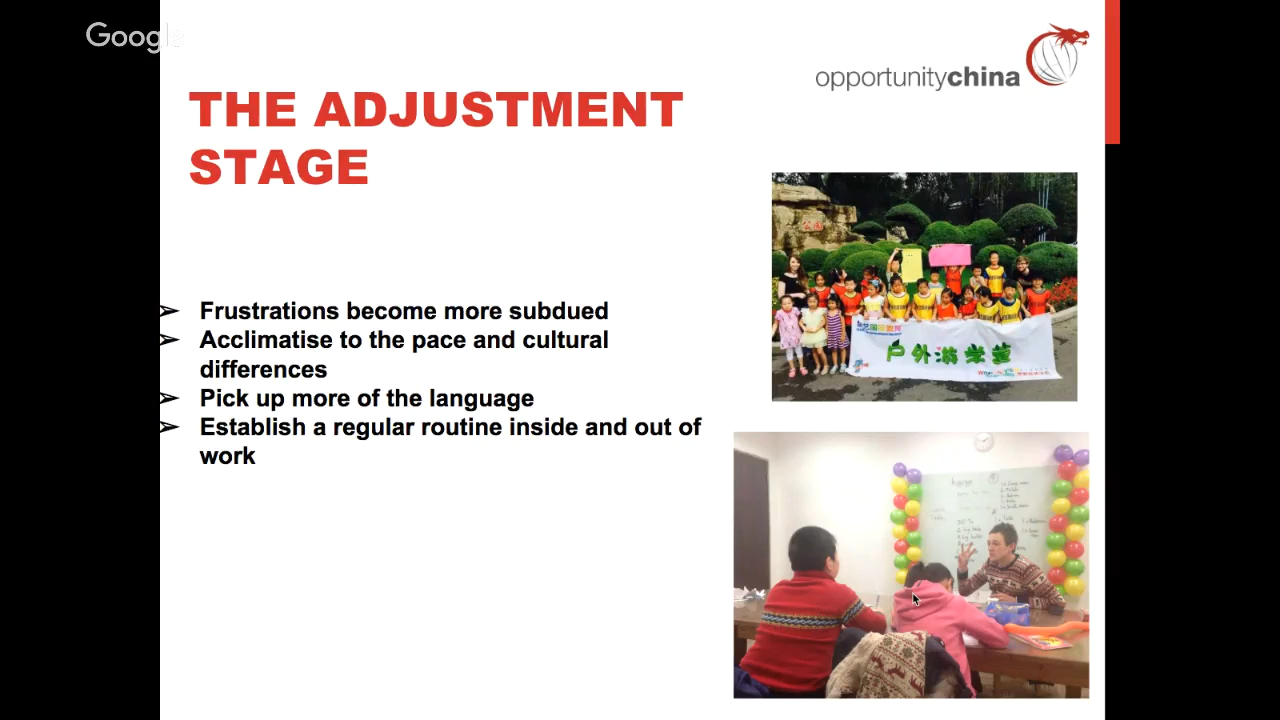 Google
opportunitychina
THE ADJUSTMENT
STAGE
➢ Frustrations become more subdued
➢ Acclimatise to the pace and cultural
differences
➢ Pick up more of the language
➢ Establish a regular routine inside and out of
work
户外游学营